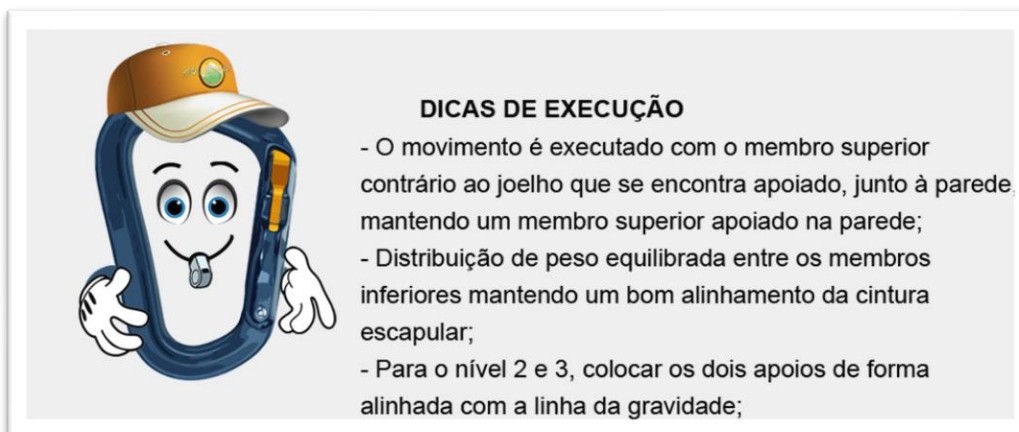 DICAS DE EXECUÇÃO
- O movimento é executado com o membro superior
contrário ao joelho que se encontra apoiado, junto à parede,
mantendo um membro superior apoiado na parede;
- Distribuição de peso equilibrada entre os membros
inferiores mantendo um bom alinhamento da cintura
escapular;
- Para o nível 2 e 3, colocar os dois apoios de forma
alinhada com a linha da gravidade;